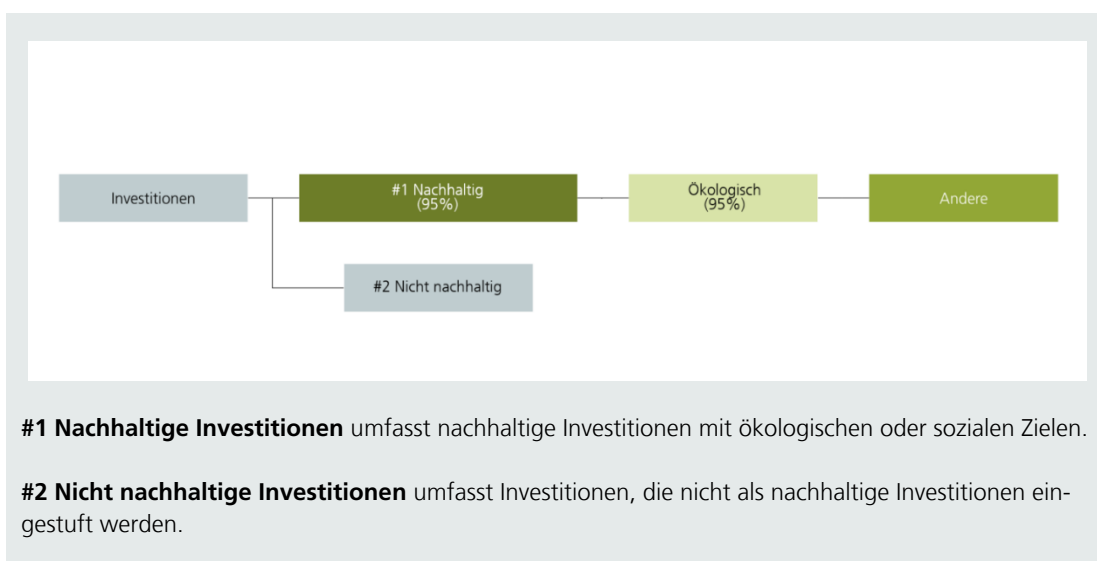 #1 Nachhaltig
(95%)
Ökologisch
(95%)
Investitionen
Andere
#2 Nicht nachhaltig
#1 Nachhaltige Investitionen umfasst nachhaltige Investitionen mit ökologischen oder sozialen Zielen.
#2 Nicht nachhaltige Investitionen umfasst Investitionen, die nicht als nachhaltige Investitionen ein-
gestuft werden.